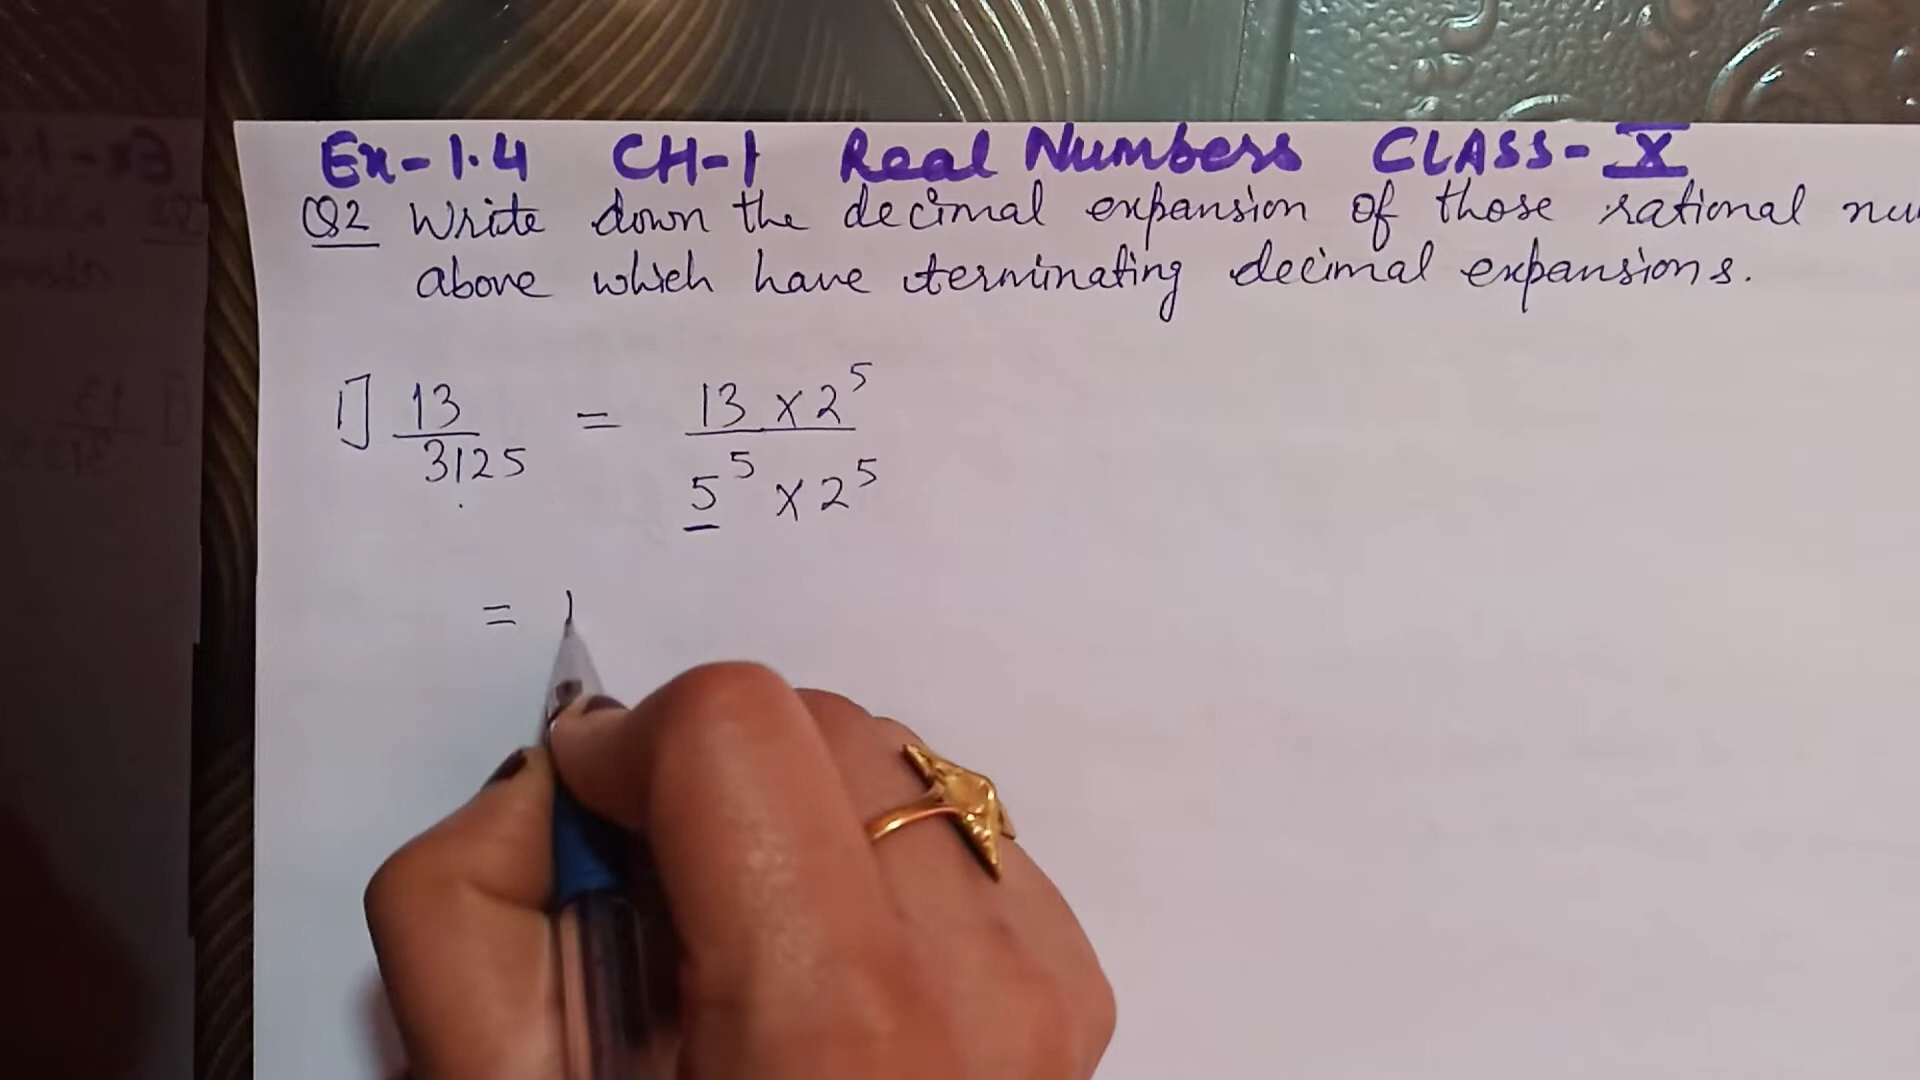 Ex-1.4 CH-1 Real Numbers CLASS-X
Q2 Write down the decimal expansion of those rational nu
above which have terminating decimal expansions.
1] 13/3125 = 13 x 2^5 / 5^5 x 2^5
= 1